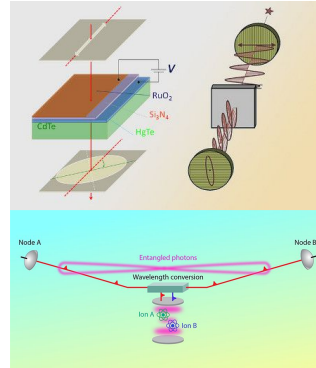 V
RuO2
Si3N4
CdTe
HgTe
Node A
Node B
Entangled photons
Wavelength conversion
Ion A
Ion B